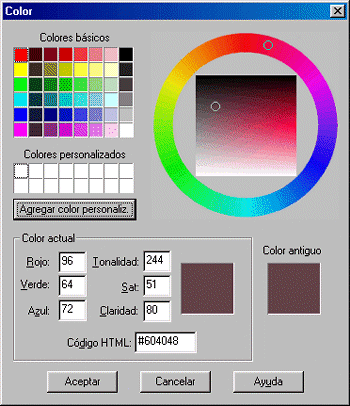 Color
Colores básicos
Colores personalizados
Agregar color personaliz.
Color actual
Rojo: 96 Tonalidad: 244
Verde: 64 Sat: 51
Azul: 72 Claridad: 80
Código HTML: #604048
Color antiguo
Aceptar Cancelar Ayuda